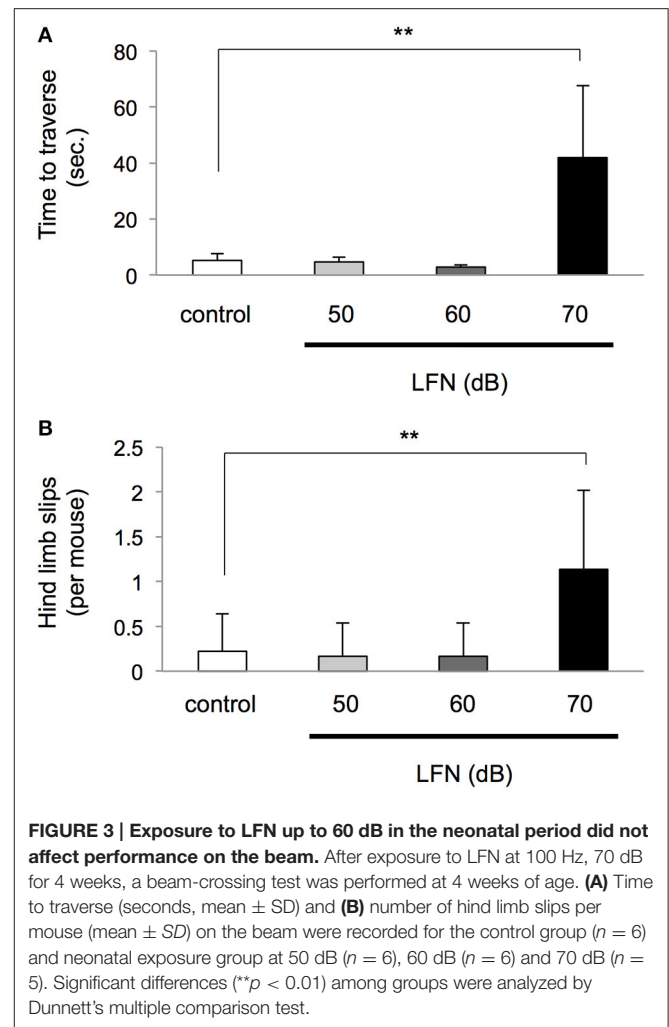 A
**
80
60
40
20
0
Time to traverse
(sec.)
control 50 60 70
LFN (dB)
B
**
2.5
2
1.5
1
0.5
0
Hind limb slips
(per mouse)
control 50 60 70
LFN (dB)
FIGURE 3 | Exposure to LFN up to 60 dB in the neonatal period did not
affect performance on the beam. After exposure to LFN at 100 Hz, 70 dB
for 4 weeks, a beam-crossing test was performed at 4 weeks of age. (A) Time
to traverse (seconds, mean ± SD) and (B) number of hind limb slips per
mouse (mean ± SD) on the beam were recorded for the control group (n = 6)
and neonatal exposure group at 50 dB (n = 6), 60 dB (n = 6) and 70 dB (n =
5). Significant differences (**p < 0.01) among groups were analyzed by
Dunnett's multiple comparison test.